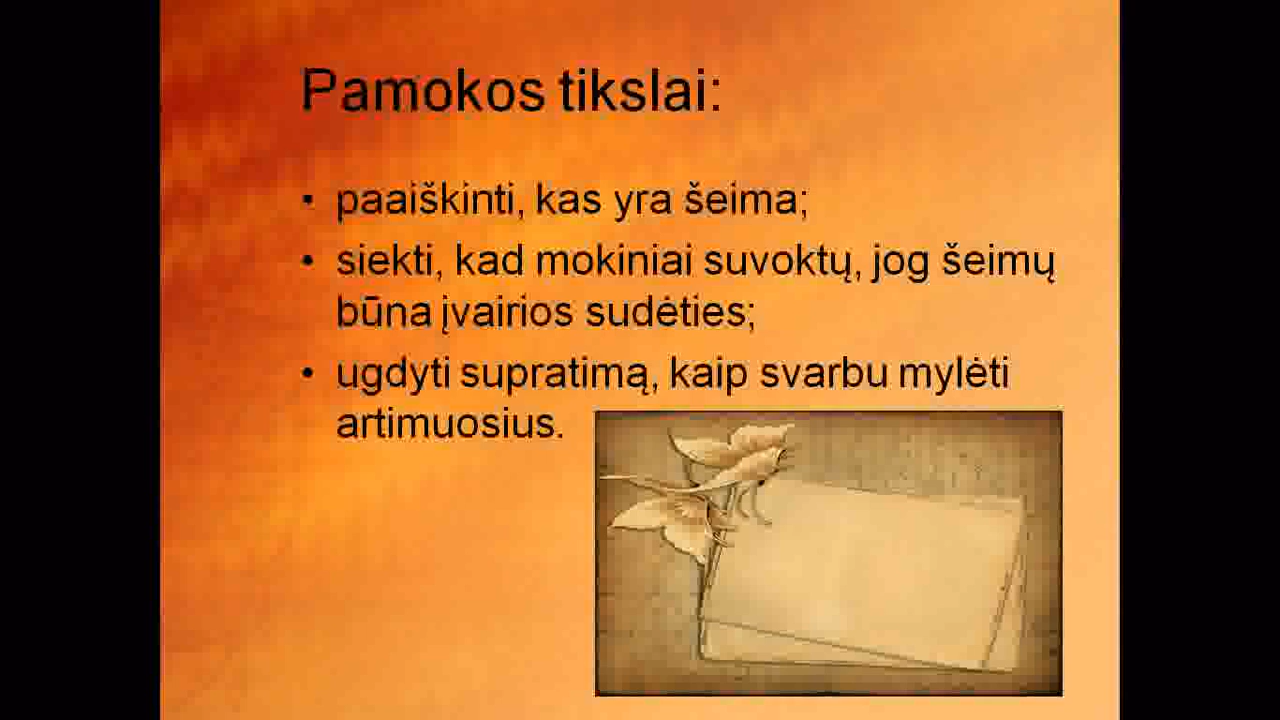 Pamokos tikslai:
• paaiškinti, kas yra šeima;
• siekti, kad mokiniai suvoktų, jog šeimų
būna įvairios sudėties;
• ugdyti supratimą, kaip svarbu mylėti
artimuosius.